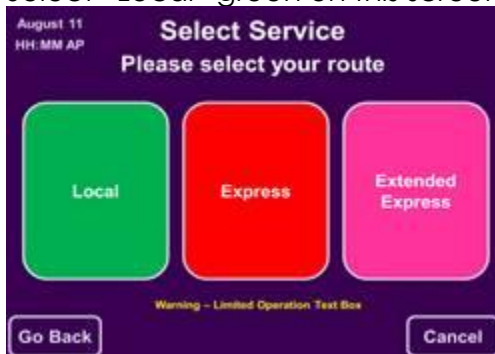 August 11
HH:MM AP
Select Service
Please select your route
Local
Express
Extended
Express
Warning – Limited Operation Text Box
Go Back
Cancel